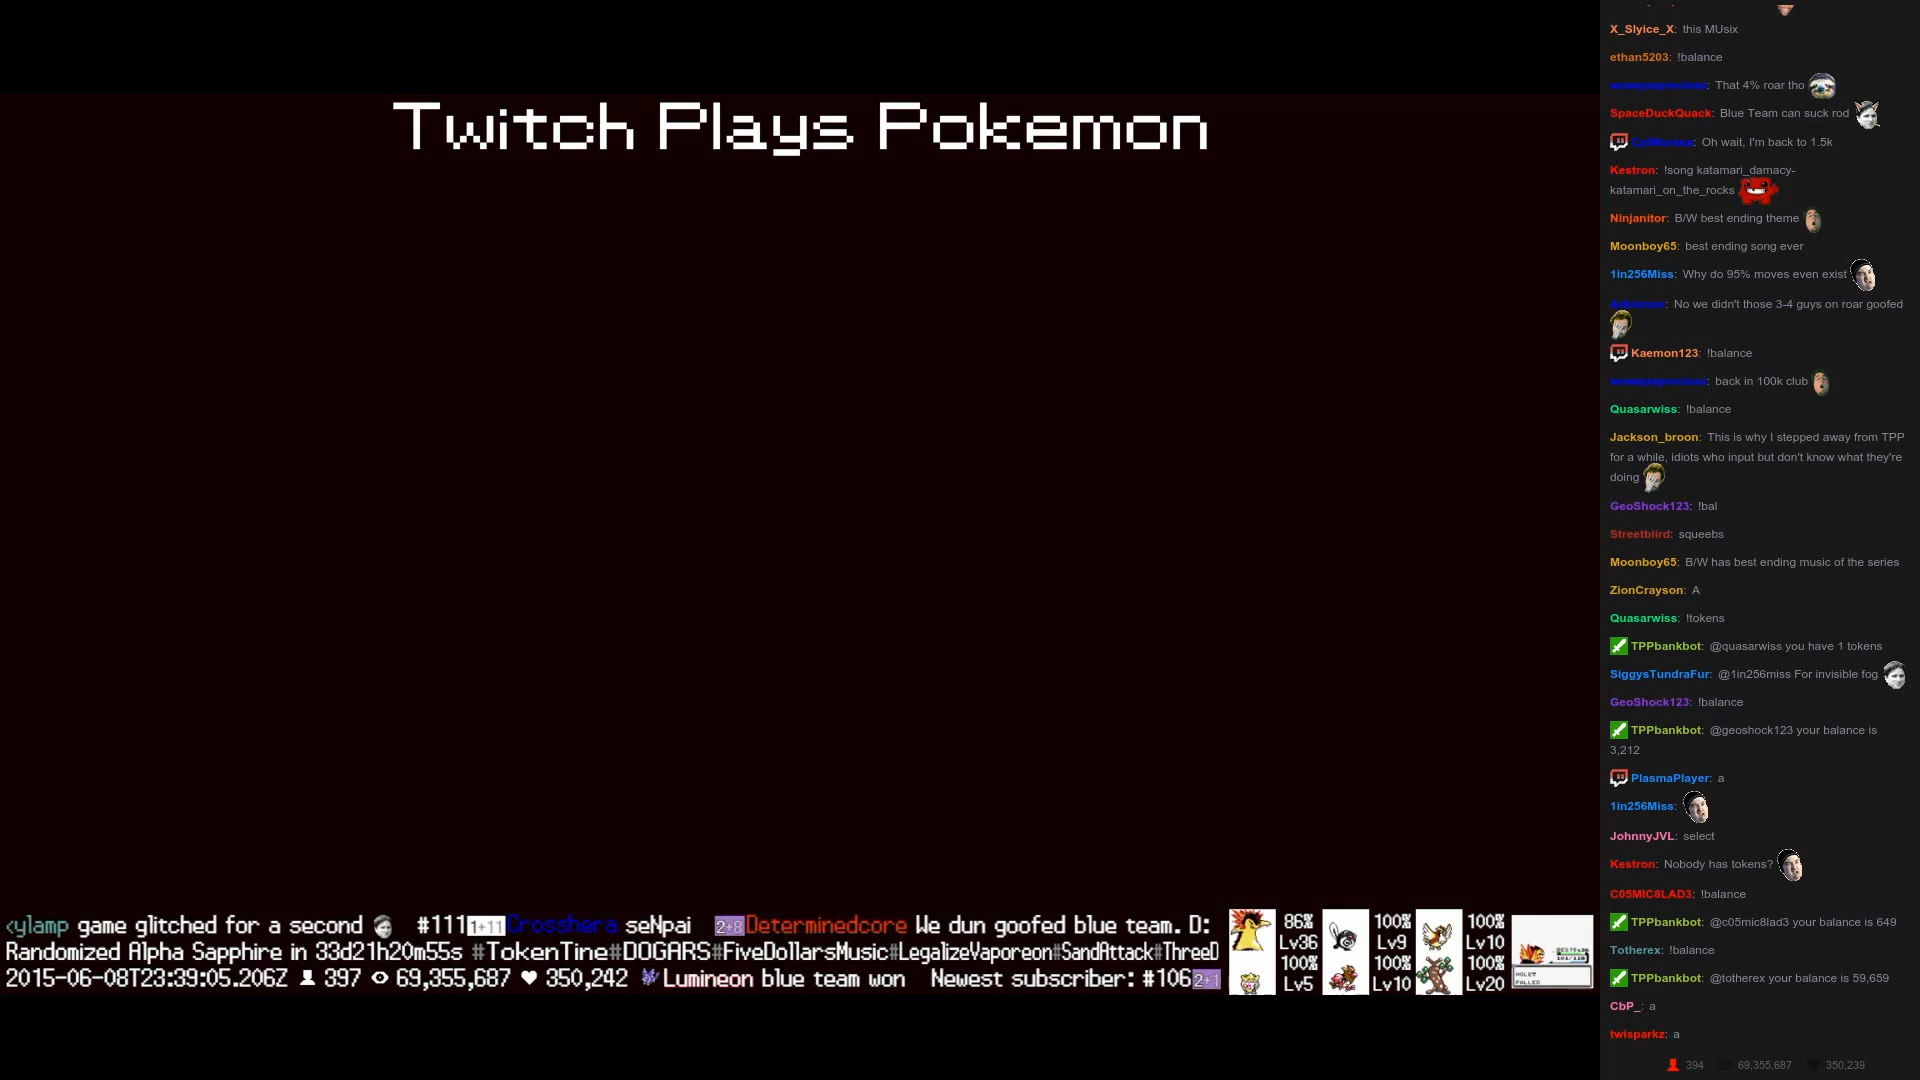 Twitch Plays Pokemon
<ylamp game glitched for a second #111 1+11 Crosshera seNpai 2+8 Determinedcore We dun goofed blue team. D:
Randomized Alpha Sapphire in 33d21h20m55s #TokenTine#DOGARS#FiveDollarsMusic#LegalizeVaporeon#SandAttack#ThreeD
2015-06-08T23:39:05.206Z 397 69,355,687 350,242 Lumineon blue team won Newest subscriber: #106 2+1
86% 100% 100%
Lv36 Lv9 Lv10
100% 100% 100%
Lv5 Lv10 Lv20
X_Slyice_X: this MUsix
ethan5203: !balance
That 4% roar tho
SpaceDuckQuack: Blue Team can suck rod
Oh wait, I'm back to 1.5k
Kestron: !song katamari_damacy-
katamari_on_the_rocks
Ninjanitor: B/W best ending theme
Moonboy65: best ending song ever
1in256Miss: Why do 95% moves even exist
No we didn't those 3-4 guys on roar goofed
Kaemon123: !balance
back in 100k club
Quasarwiss: !balance
Jackson_broon: This is why I stepped away from TPP
for a while, idiots who input but don't know what they're
doing
GeoShock123: !bal
Streetbiird: squeebs
Moonboy65: B/W has best ending music of the series
ZionCrayson: A
Quasarwiss: !tokens
TPPbankbot: @quasarwiss you have 1 tokens
SiggysTundraFur: @1in256miss For invisible fog
GeoShock123: !balance
TPPbankbot: @geoshock123 your balance is
3,212
PlasmaPlayer: a
1in256Miss:
JohnnyJVL: select
Kestron: Nobody has tokens?
C05MIC8LAD3: !balance
TPPbankbot: @c05mic8lad3 your balance is 649
Totherex: !balance
TPPbankbot: @totherex your balance is 59,659
CbP_: a
twisparkz: a
394 69,355,687 350,239